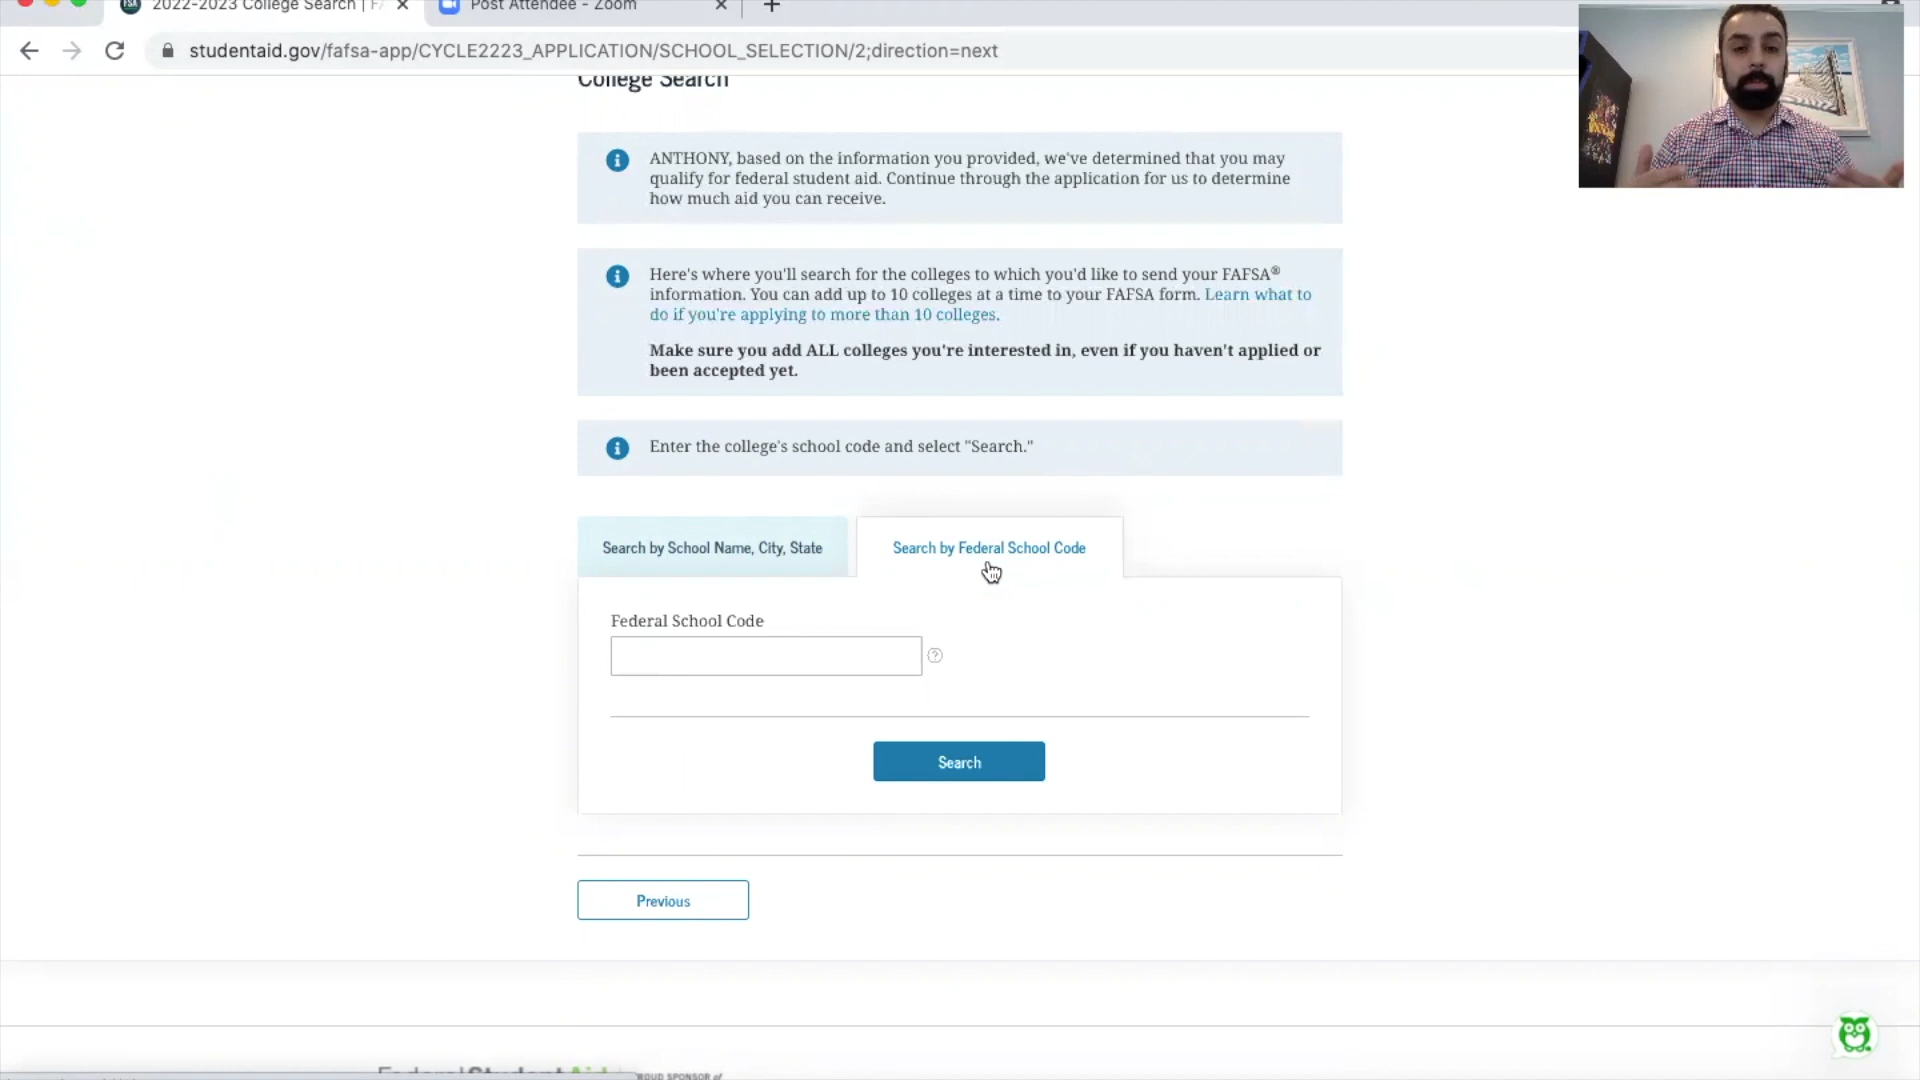 2022-2023 College Search | FA
Post Attendee - Zoom
studentaid.gov/fafsa-app/CYCLE2223_APPLICATION/SCHOOL_SELECTION/2;direction=next
College Search
ANTHONY, based on the information you provided, we've determined that you may
qualify for federal student aid. Continue through the application for us to determine
how much aid you can receive.
Here's where you'll search for the colleges to which you'd like to send your FAFSA®
information. You can add up to 10 colleges at a time to your FAFSA form. Learn what to
do if you're applying to more than 10 colleges.
Make sure you add ALL colleges you're interested in, even if you haven't applied or
been accepted yet.
Enter the college's school code and select "Search."
Search by School Name, City, State
Search by Federal School Code
Federal School Code
Search
Previous
Federal Student Aid
PROUD SPONSOR of